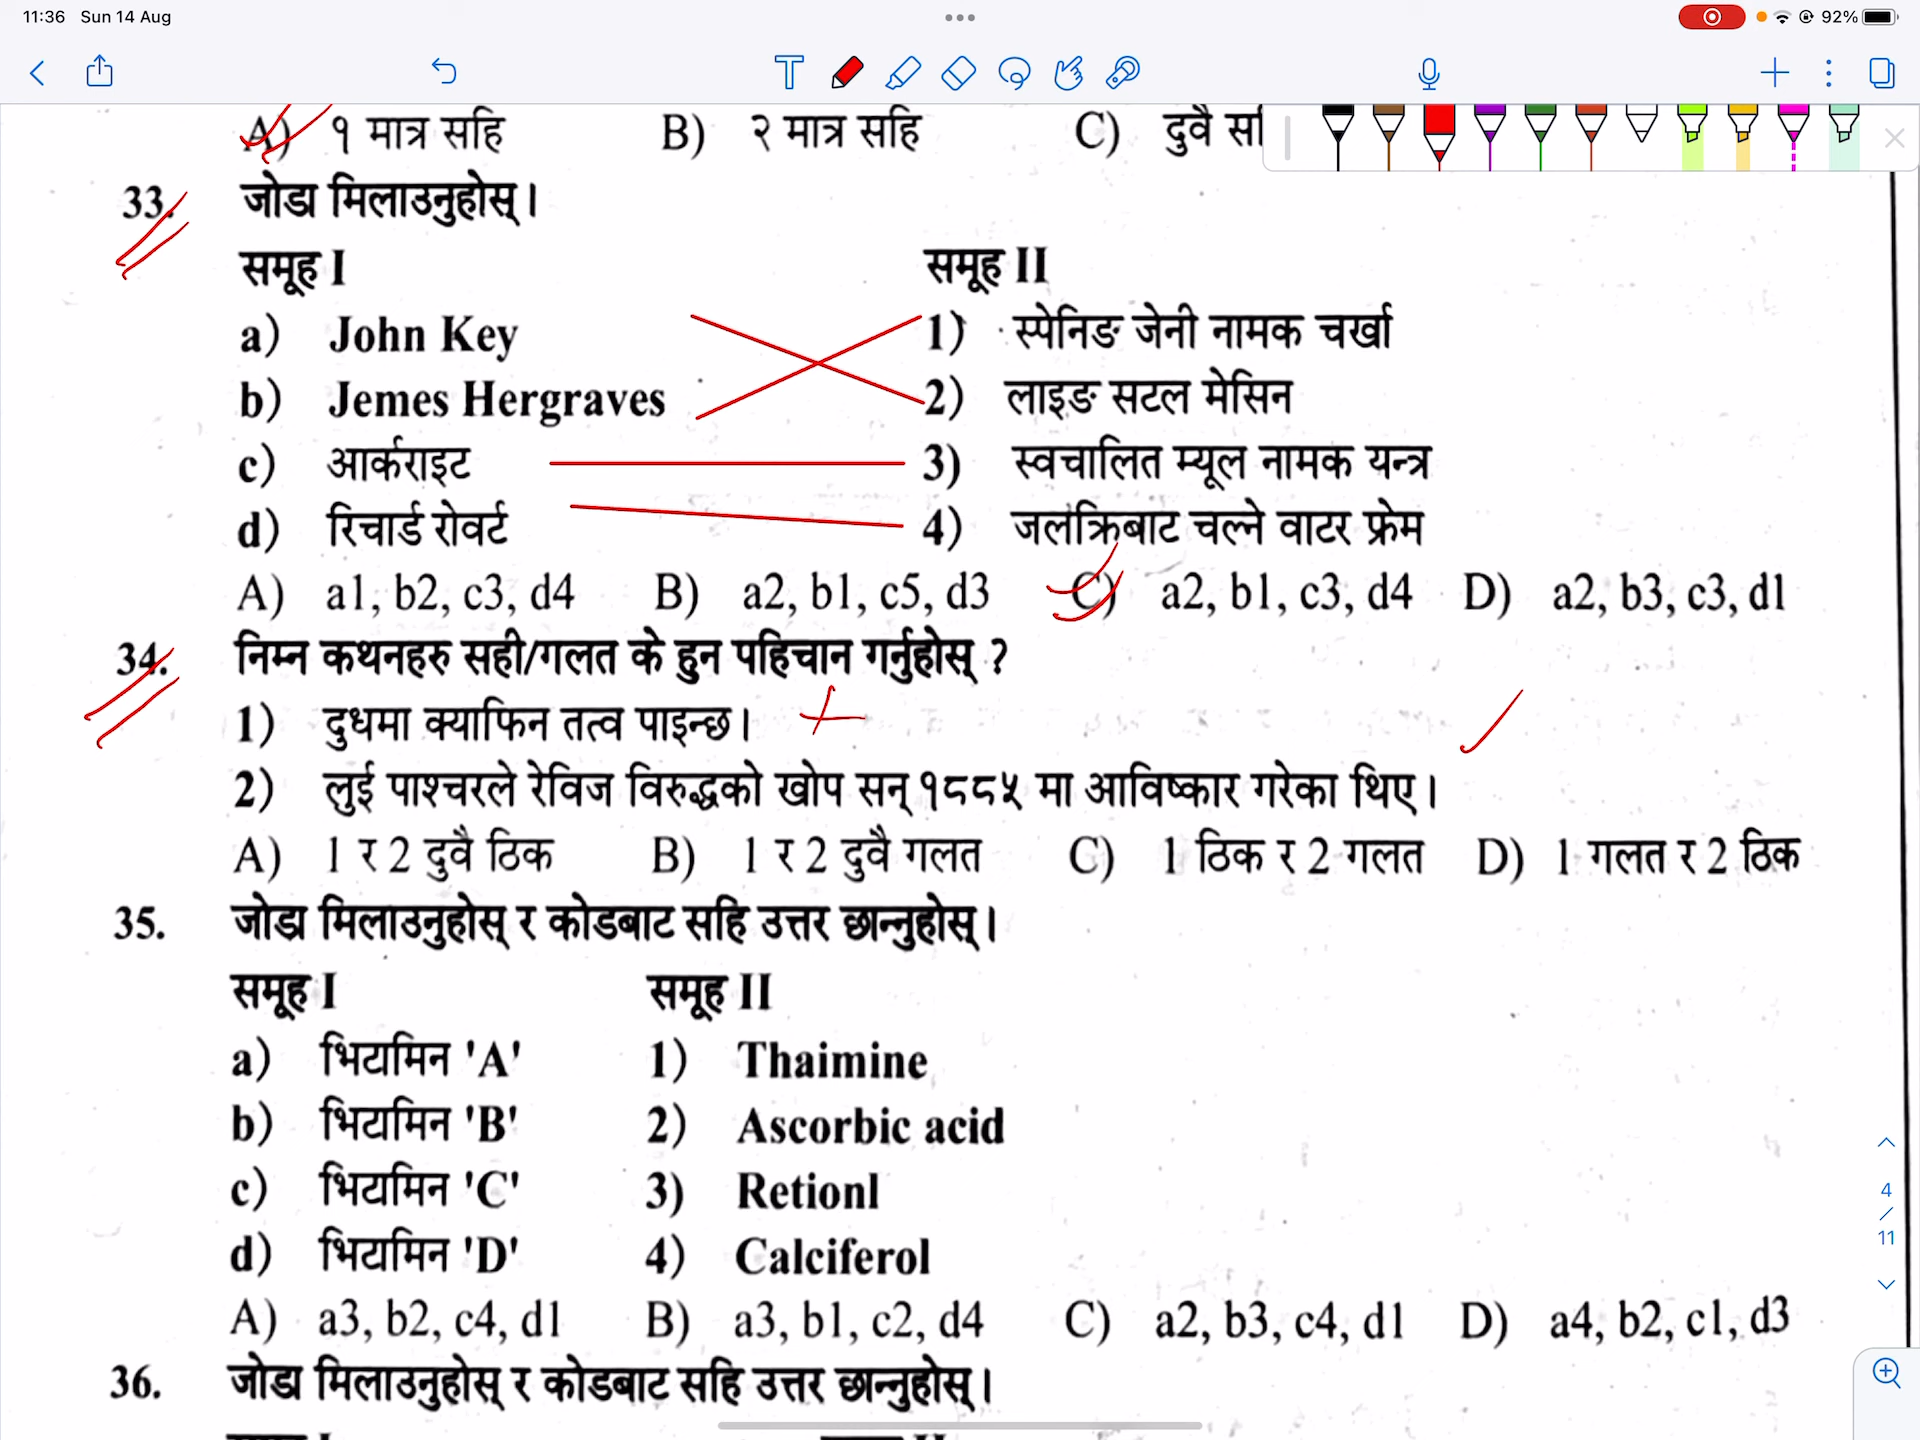 11:36 Sun 14 Aug
92%
A) १ मात्र सहि B) २ मात्र सहि C) दुवै
33. जोडा मिलाउनुहोस्।
समूह I समूह II
a) John Key 1) स्पेनिङ जेनी नामक चर्खा
b) Jemes Hergraves 2) लाइङ सटल मेसिन
c) आर्कराइट 3) स्वचालित म्यूल नामक यन्त्र
d) रिचार्ड रोवर्ट 4) जलक्रिबाट चल्ने वाटर फ्रेम
A) a1, b2, c3, d4 B) a2, b1, c5, d3 C) a2, b1, c3, d4 D) a2, b3, c3, d1
34. निम्न कथनहरु सही/गलत के हुन पहिचान गर्नुहोस् ?
1) दुधमा क्याफिन तत्व पाइन्छ।
2) लुई पाश्चरले रेविज विरुद्धको खोप सन् १८८५ मा आविष्कार गरेका थिए।
A) 1 र 2 दुवै ठिक B) 1 र 2 दुवै गलत C) 1 ठिक र 2 गलत D) 1 गलत र 2 ठिक
35. जोडा मिलाउनुहोस् र कोडबाट सहि उत्तर छान्नुहोस्।
समूह I समूह II
a) भिटामिन 'A' 1) Thaimine
b) भिटामिन 'B' 2) Ascorbic acid
c) भिटामिन 'C' 3) Retionl
d) भिटामिन 'D' 4) Calciferol
A) a3, b2, c4, d1 B) a3, b1, c2, d4 C) a2, b3, c4, d1 D) a4, b2, c1, d3
36. जोडा मिलाउनुहोस् र कोडबाट सहि उत्तर छान्नुहोस्।
4
/
11